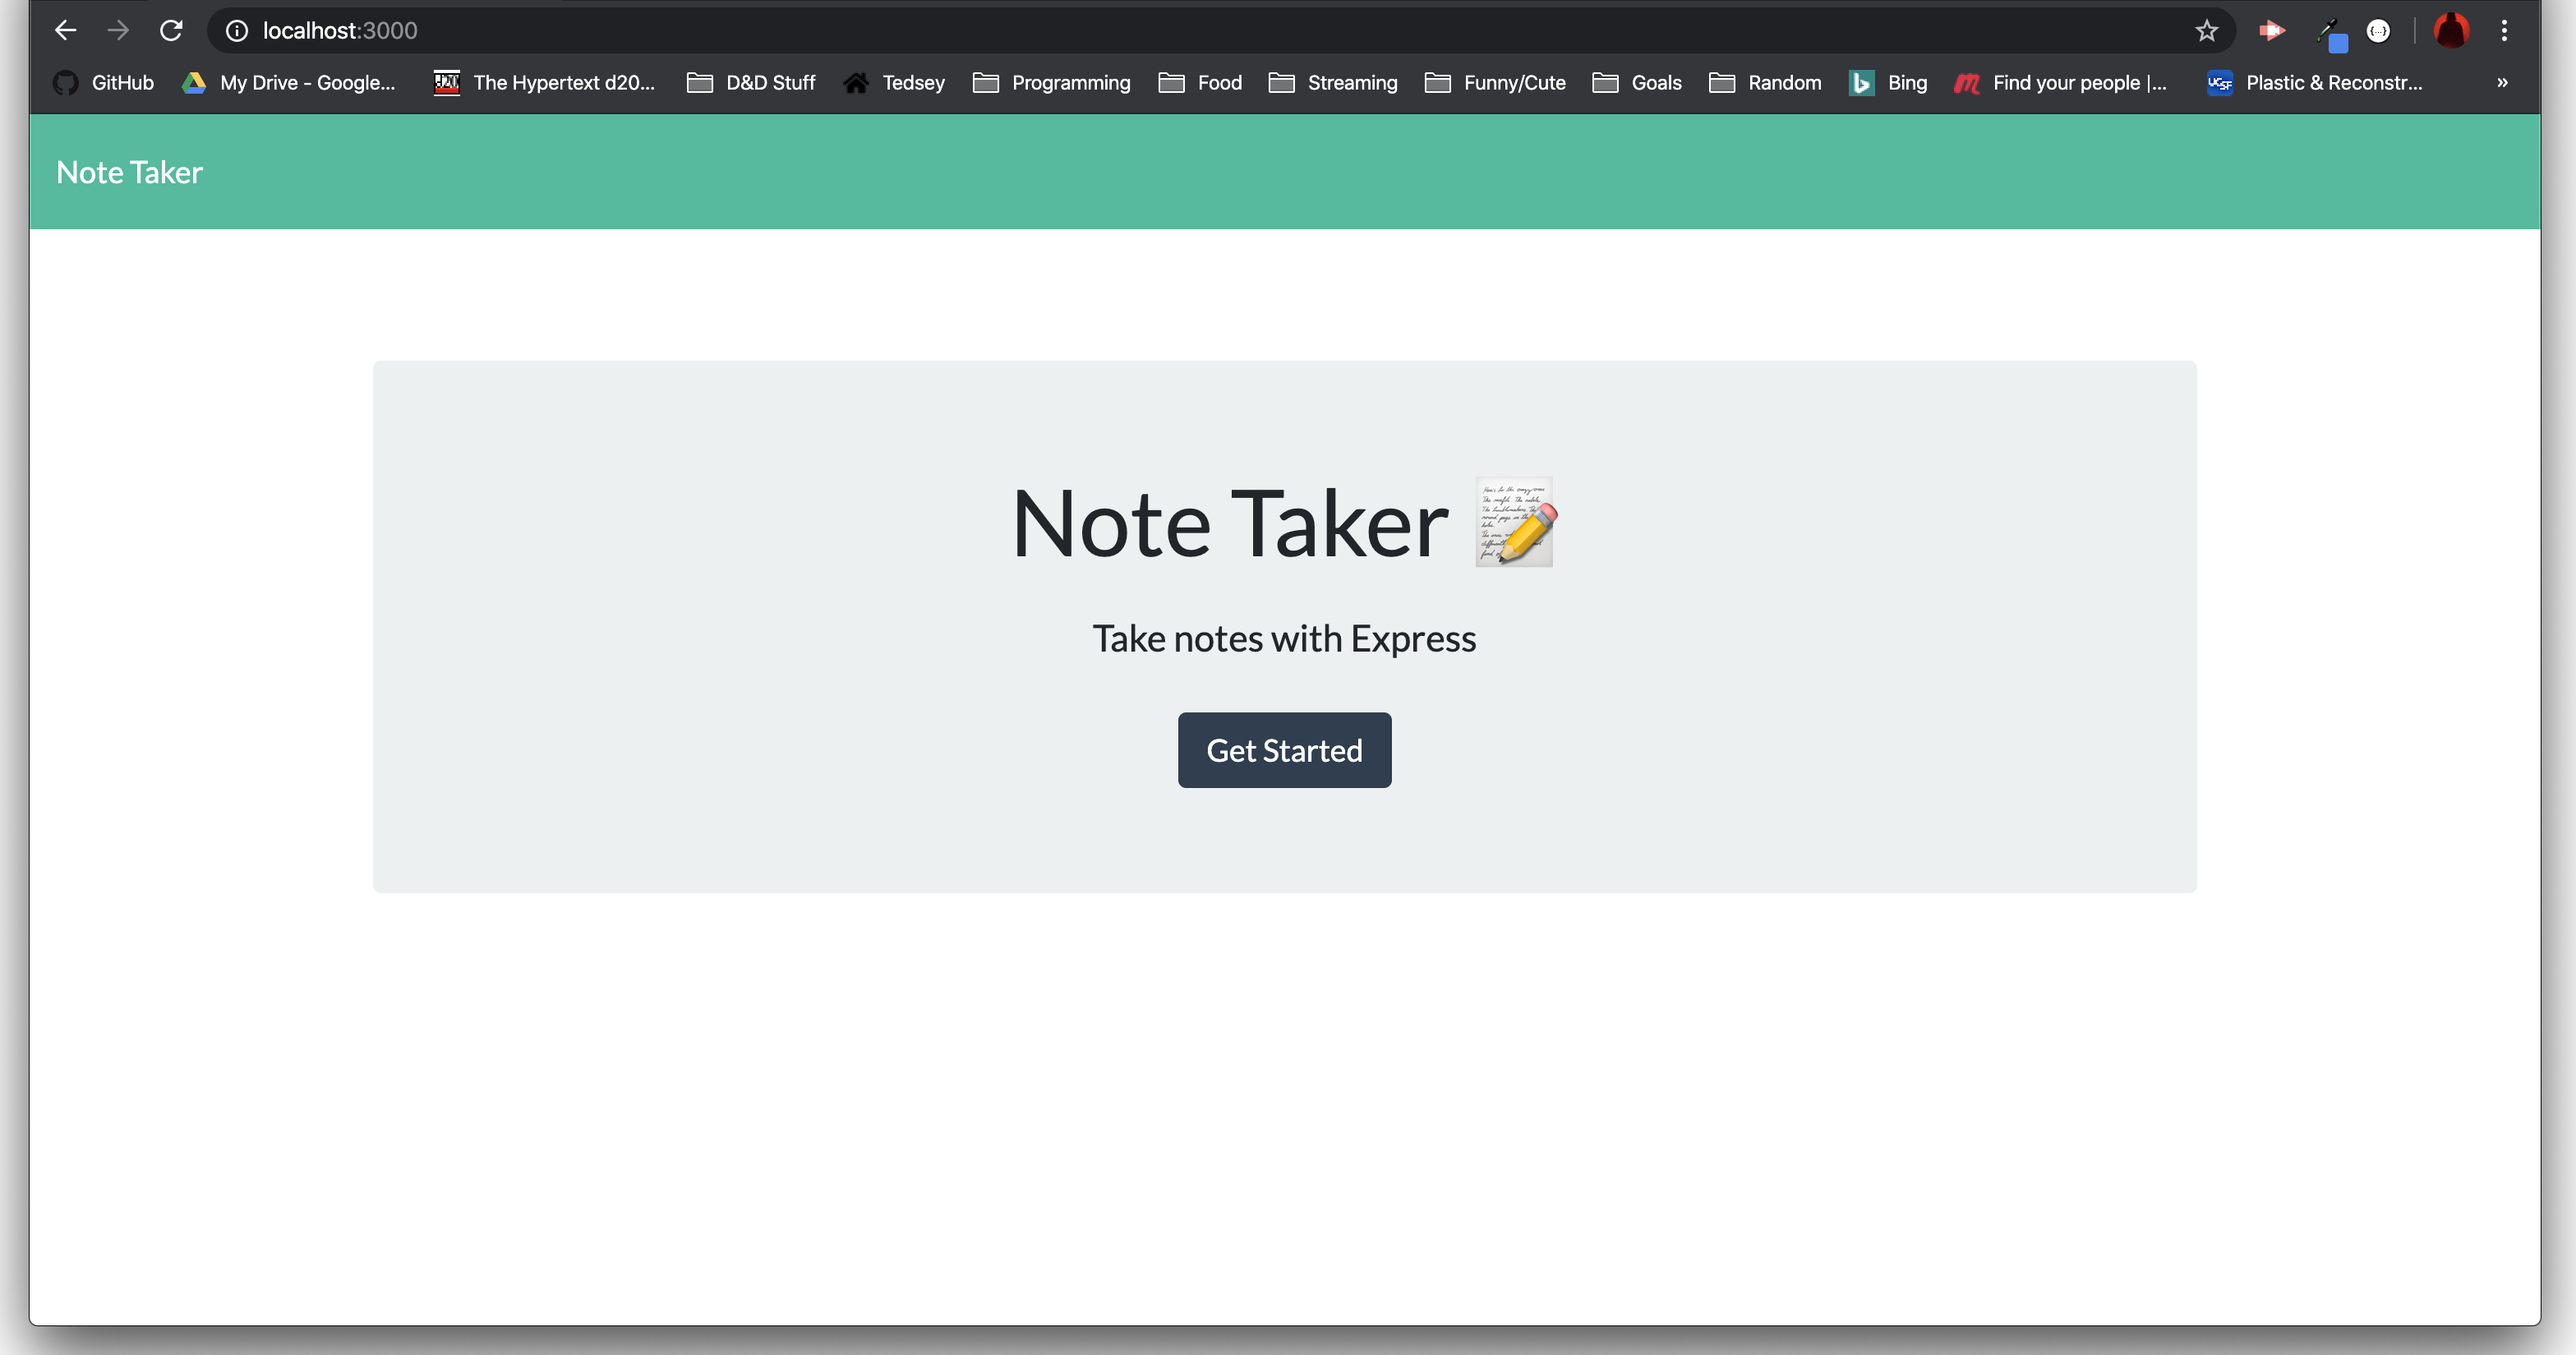 localhost:3000
GitHub My Drive - Google... The Hypertext d20... D&D Stuff Tedsey Programming Food Streaming Funny/Cute Goals Random Bing Find your people |... UCSF Plastic & Reconstr... »
Note Taker
Note Taker
Take notes with Express
Get Started